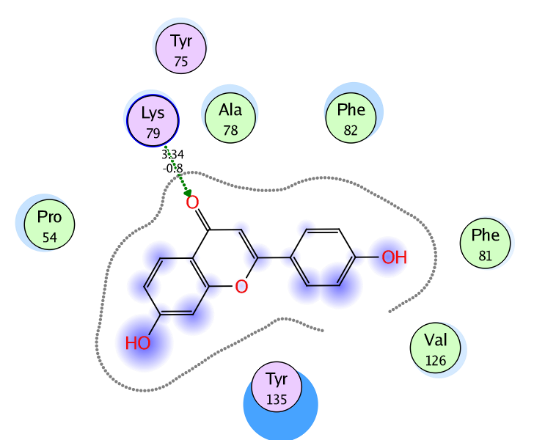 Tyr
75
Lys
79
Ala
78
Phe
82
3.34
-0.8
O
Pro
54
Phe
81
OH
O
HO
Val
126
Tyr
135